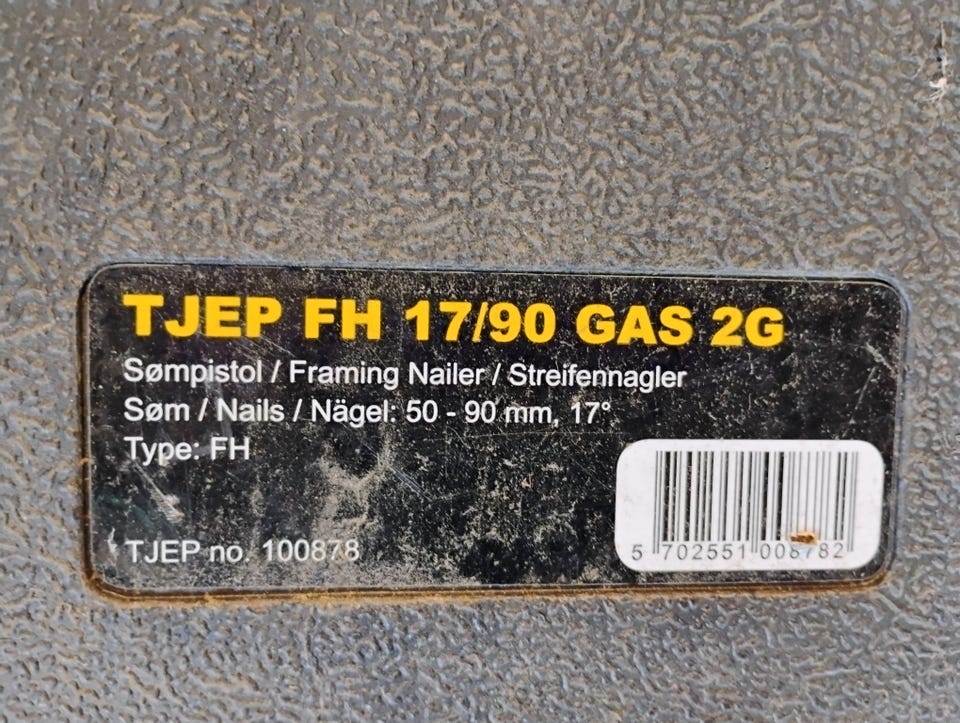 TJEP FH 17/90 GAS 2G
Sømpistol / Framing Nailer / Streifennagler
Søm / Nails / Nägel: 50 - 90 mm, 17°
Type: FH
TJEP no. 100878
5 702551 008782